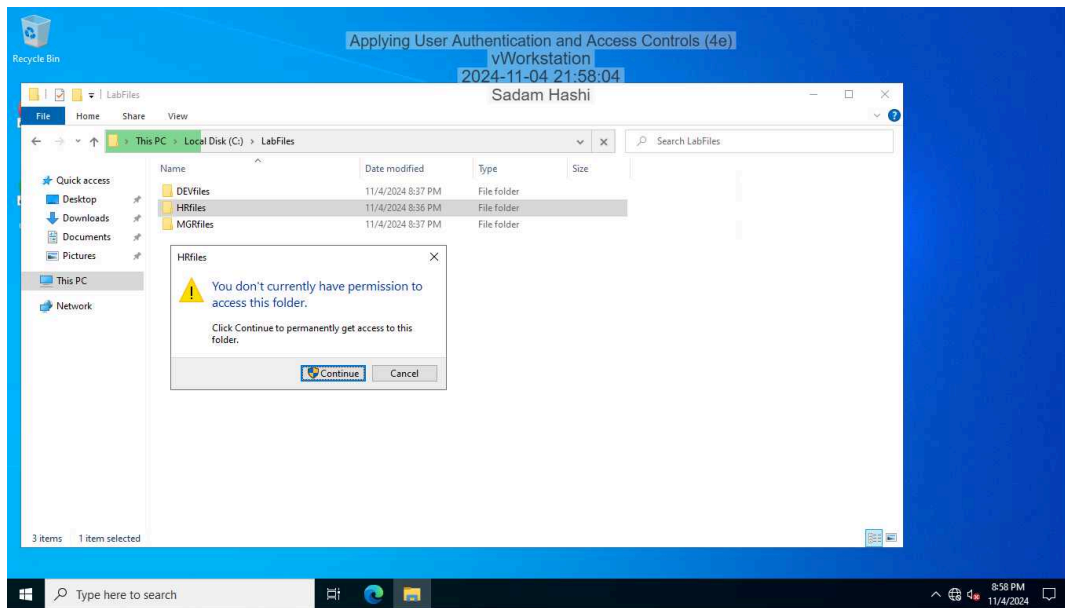 Recycle Bin
Applying User Authentication and Access Controls (4e)
vWorkstation
2024-11-04 21:58:04
Sadam Hashi
LabFiles
File Home Share View
This PC > Local Disk (C:) > LabFiles
Search LabFiles
Name Date modified Type Size
Quick access
Desktop
Downloads
Documents
Pictures
This PC
Network
DEVfiles 11/4/2024 8:37 PM File folder
HRfiles 11/4/2024 8:36 PM File folder
MGRfiles 11/4/2024 8:37 PM File folder
HRfiles
You don't currently have permission to
access this folder.
Click Continue to permanently get access to this
folder.
Continue Cancel
3 items 1 item selected
Type here to search
8:58 PM
11/4/2024